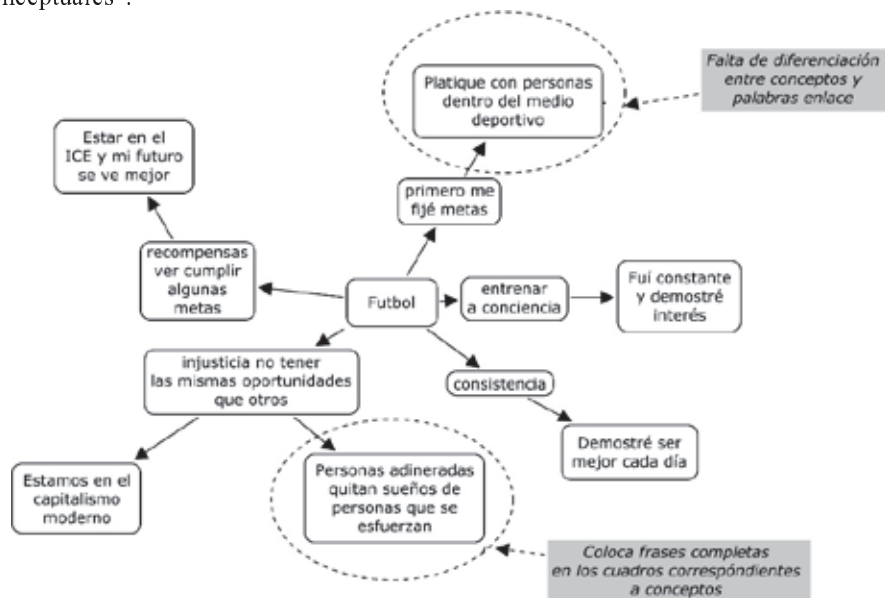 nceptuales".
Platique con personas
dentro del medio
deportivo
Falta de diferenciación
entre conceptos y
palabras enlace
Estar en el
ICE y mi futuro
se ve mejor
primero me
fijé metas
recompensas
ver cumplir
algunas
metas
Futbol
entrenar
a conciencia
Fuí constante
y demostré
interés
injusticia no tener
las mismas oportunidades
que otros
consistencia
Demostré ser
mejor cada día
Estamos en el
capitalismo
moderno
Personas adineradas
quitan sueños de
personas que se
esfuerzan
Coloca frases completas
en los cuadros correspóndientes
a conceptos